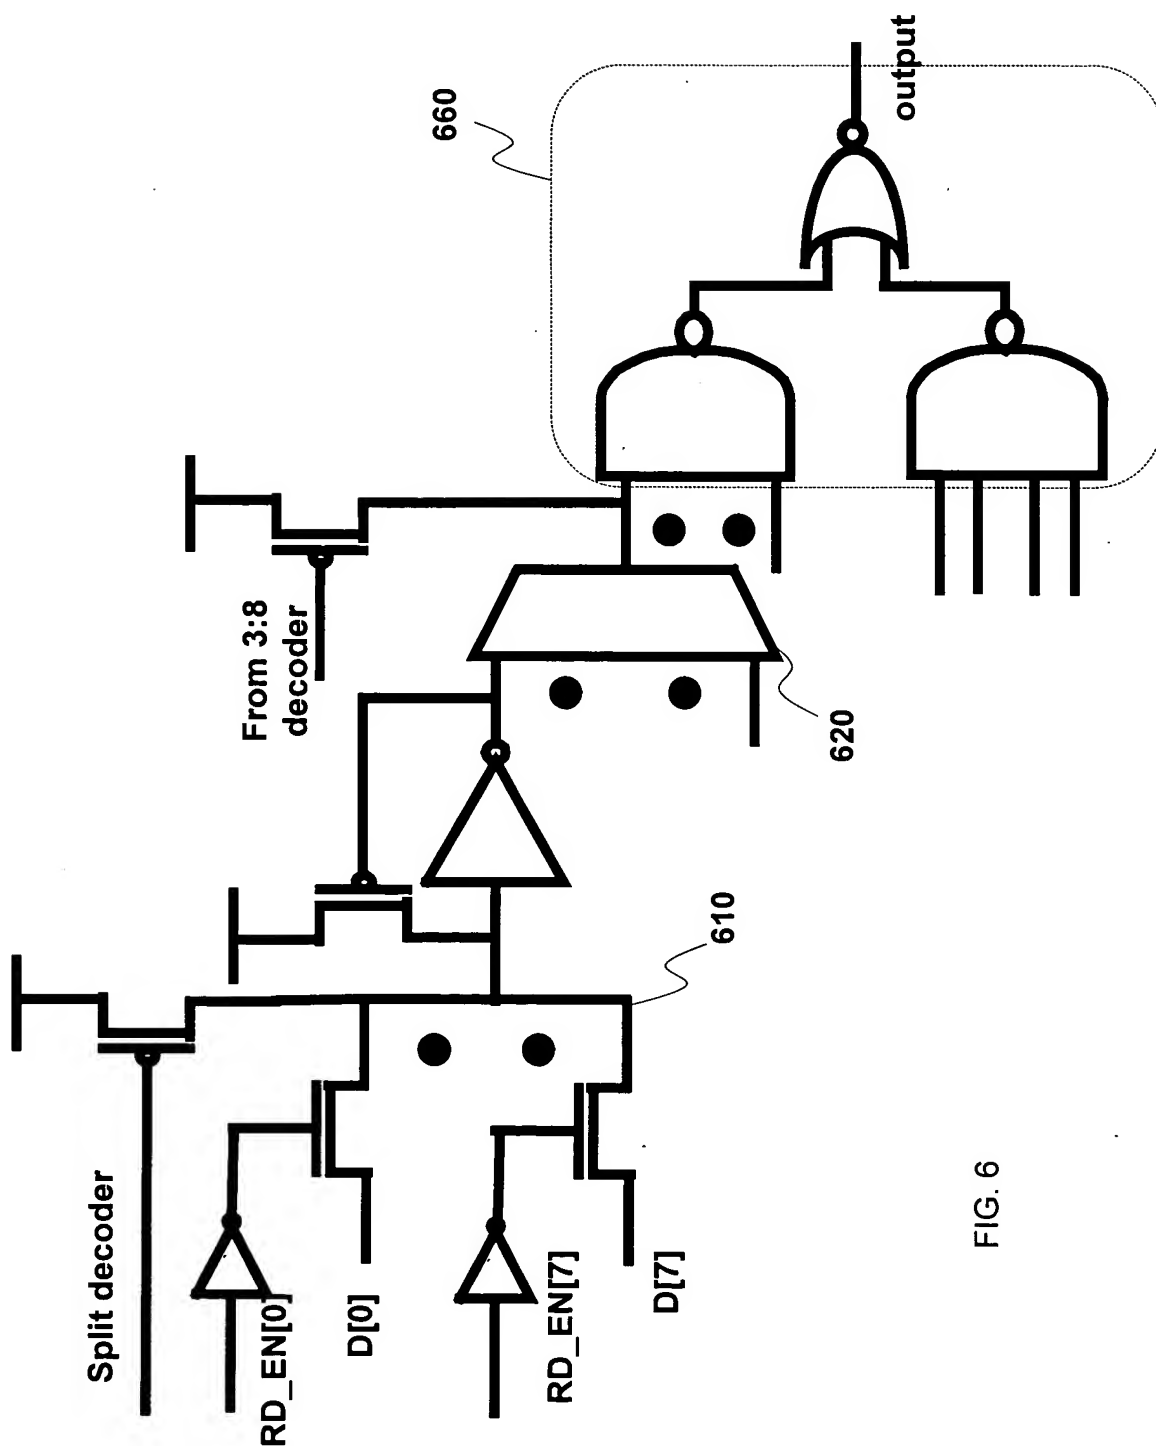 Split decoder
RD_EN[0]
D[0]
RD_EN[7]
D[7]
610
From 3:8
decoder
620
660
output
FIG. 6